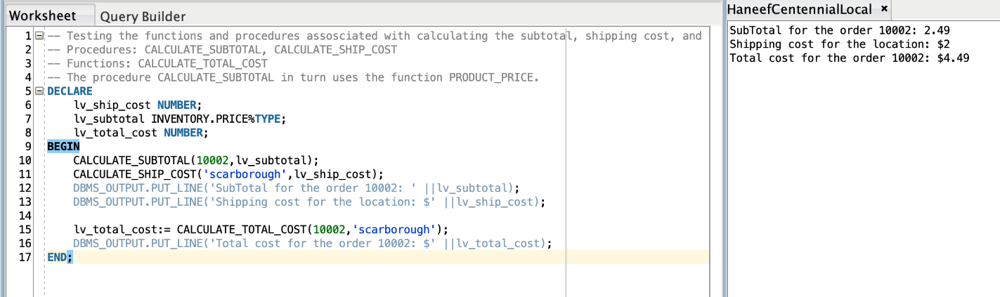 Worksheet Query Builder
1 -- Testing the functions and procedures assosciated with calculating the subtotal, shipping cost, and
2 -- Procedures: CALCULATE_SUBTOTAL, CALCULATE_SHIP_COST
3 -- Functions: CALCULATE_TOTAL_COST
4 -- The procedure CALCULATE_SUBTOTAL in turn uses the function PRODUCT_PRICE.
5 DECLARE
6 lv_ship_cost NUMBER;
7 lv_subtotal INVENTORY.PRICE%TYPE;
8 lv_total_cost NUMBER;
9 BEGIN
10 CALCULATE_SUBTOTAL(10002,lv_subtotal);
11 CALCULATE_SHIP_COST('scarborough',lv_ship_cost);
12 DBMS_OUTPUT.PUT_LINE('SubTotal for the order 10002: ' ||lv_subtotal);
13 DBMS_OUTPUT.PUT_LINE('Shipping cost for the location: $' ||lv_ship_cost);
14
15 lv_total_cost:= CALCULATE_TOTAL_COST(10002,'scarborough');
16 DBMS_OUTPUT.PUT_LINE('Total cost for the order 10002: $' ||lv_total_cost);
17 END;
HaneefCentennialLocal ×
SubTotal for the order 10002: 2.49
Shipping cost for the location: $2
Total cost for the order 10002: $4.49